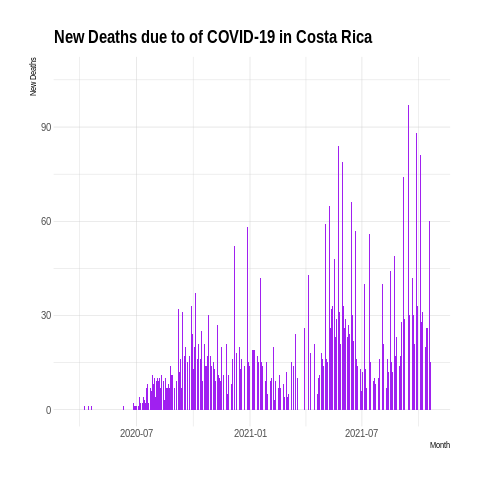 New Deaths due to of COVID-19 in Costa Rica
New Deaths
90
60
30
0
2020-07 2021-01 2021-07
Month